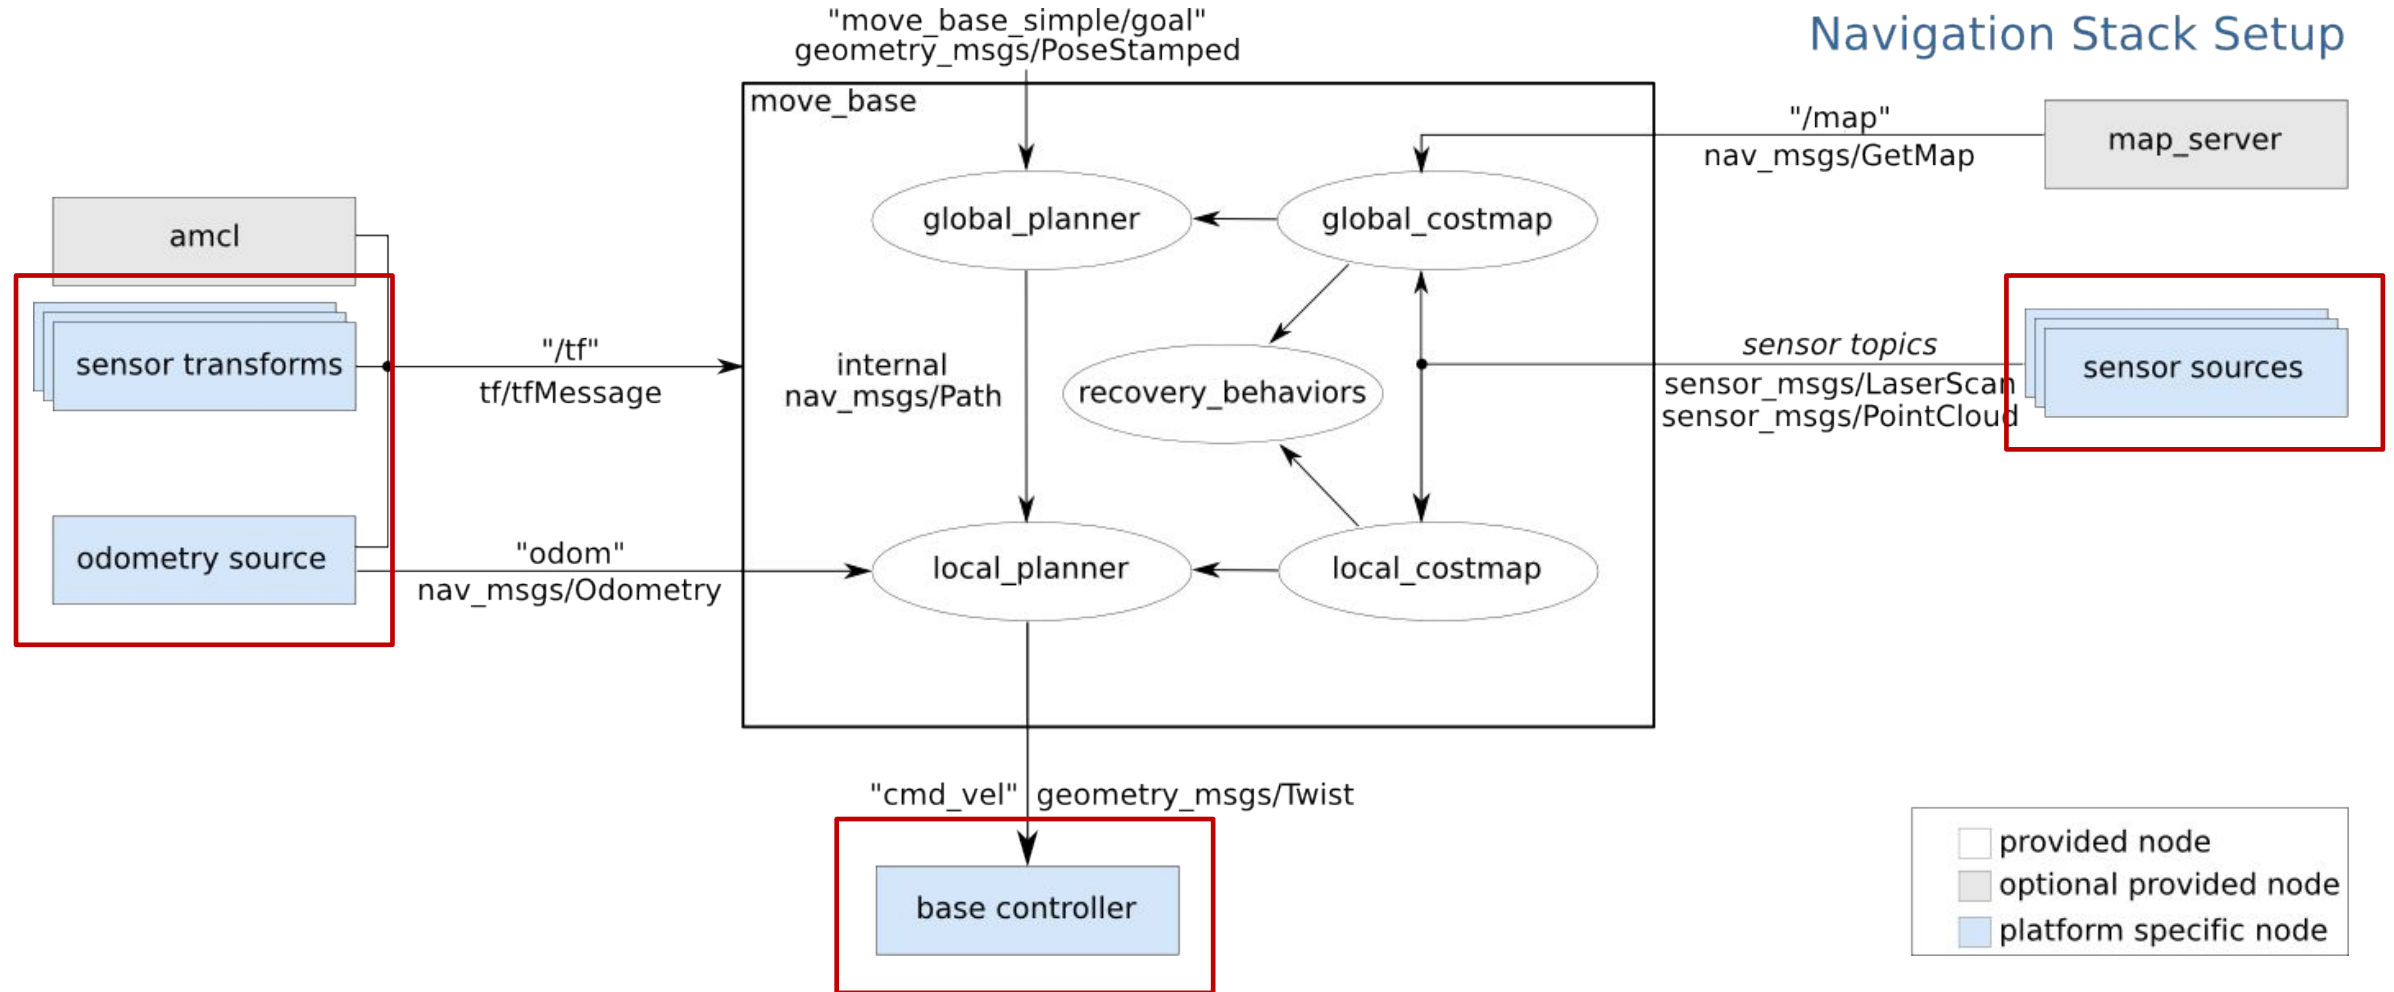 "move_base_simple/goal"
geometry_msgs/PoseStamped
Navigation Stack Setup
move_base
"/map"
nav_msgs/GetMap
map_server
amcl
global_planner
global_costmap
sensor transforms
"/tf"
tf/tfMessage
internal
nav_msgs/Path
recovery_behaviors
sensor topics
sensor_msgs/LaserScan
sensor_msgs/PointCloud
sensor sources
odometry source
"odom"
nav_msgs/Odometry
local_planner
local_costmap
"cmd_vel" geometry_msgs/Twist
base controller
provided node
optional provided node
platform specific node